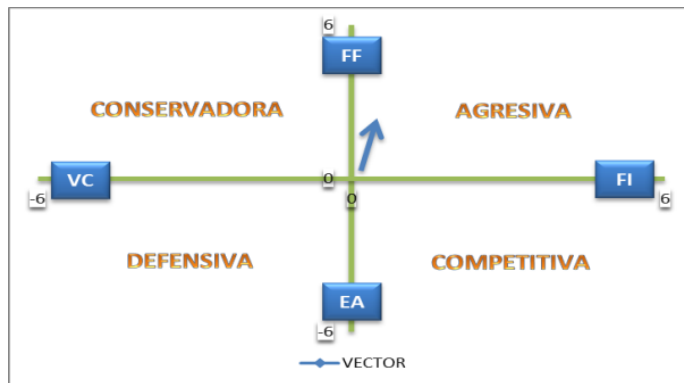 6
FF
CONSERVADORA AGRESIVA
VC 0 FI
-6 0 6
DEFENSIVA COMPETITIVA
EA
-6
VECTOR